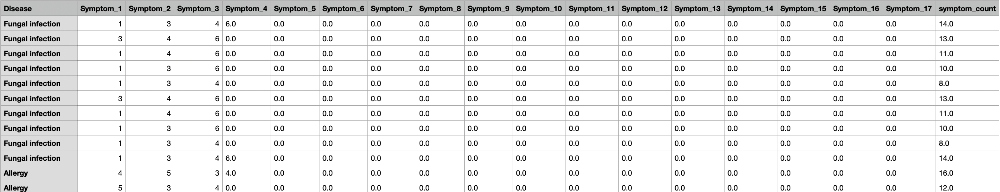 Disease Symptom_1 Symptom_2 Symptom_3 Symptom_4 Symptom_5 Symptom_6 Symptom_7 Symptom_8 Symptom_9 Symptom_10 Symptom_11 Symptom_12 Symptom_13 Symptom_14 Symptom_15 Symptom_16 Symptom_17 symptom_count
Fungal infection 1 3 4 6.0 0.0 0.0 0.0 0.0 0.0 0.0 0.0 0.0 0.0 0.0 0.0 0.0 0.0 14.0
Fungal infection 3 4 6 0.0 0.0 0.0 0.0 0.0 0.0 0.0 0.0 0.0 0.0 0.0 0.0 0.0 0.0 13.0
Fungal infection 1 4 6 0.0 0.0 0.0 0.0 0.0 0.0 0.0 0.0 0.0 0.0 0.0 0.0 0.0 0.0 11.0
Fungal infection 1 3 6 0.0 0.0 0.0 0.0 0.0 0.0 0.0 0.0 0.0 0.0 0.0 0.0 0.0 0.0 10.0
Fungal infection 1 3 4 0.0 0.0 0.0 0.0 0.0 0.0 0.0 0.0 0.0 0.0 0.0 0.0 0.0 0.0 8.0
Fungal infection 3 4 6 0.0 0.0 0.0 0.0 0.0 0.0 0.0 0.0 0.0 0.0 0.0 0.0 0.0 0.0 13.0
Fungal infection 1 4 6 0.0 0.0 0.0 0.0 0.0 0.0 0.0 0.0 0.0 0.0 0.0 0.0 0.0 0.0 11.0
Fungal infection 1 3 6 0.0 0.0 0.0 0.0 0.0 0.0 0.0 0.0 0.0 0.0 0.0 0.0 0.0 0.0 10.0
Fungal infection 1 3 4 0.0 0.0 0.0 0.0 0.0 0.0 0.0 0.0 0.0 0.0 0.0 0.0 0.0 0.0 8.0
Fungal infection 1 3 4 6.0 0.0 0.0 0.0 0.0 0.0 0.0 0.0 0.0 0.0 0.0 0.0 0.0 0.0 14.0
Allergy 4 5 3 4.0 0.0 0.0 0.0 0.0 0.0 0.0 0.0 0.0 0.0 0.0 0.0 0.0 0.0 16.0
Allergy 5 3 4 0.0 0.0 0.0 0.0 0.0 0.0 0.0 0.0 0.0 0.0 0.0 0.0 0.0 0.0 12.0